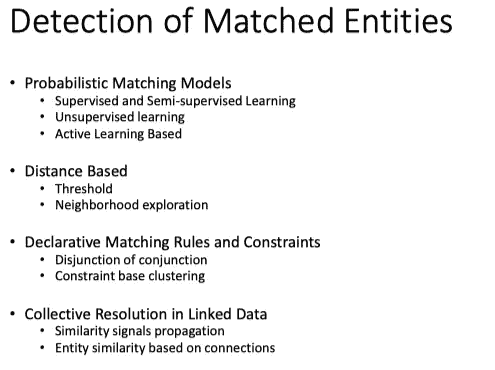 Detection of Matched Entities
• Probabilistic Matching Models
• Supervised and Semi-supervised Learning
• Unsupervised learning
• Active Learning Based
• Distance Based
• Threshold
• Neighborhood exploration
• Declarative Matching Rules and Constraints
• Disjunction of conjunction
• Constraint base clustering
• Collective Resolution in Linked Data
• Similarity signals propagation
• Entity similarity based on connections